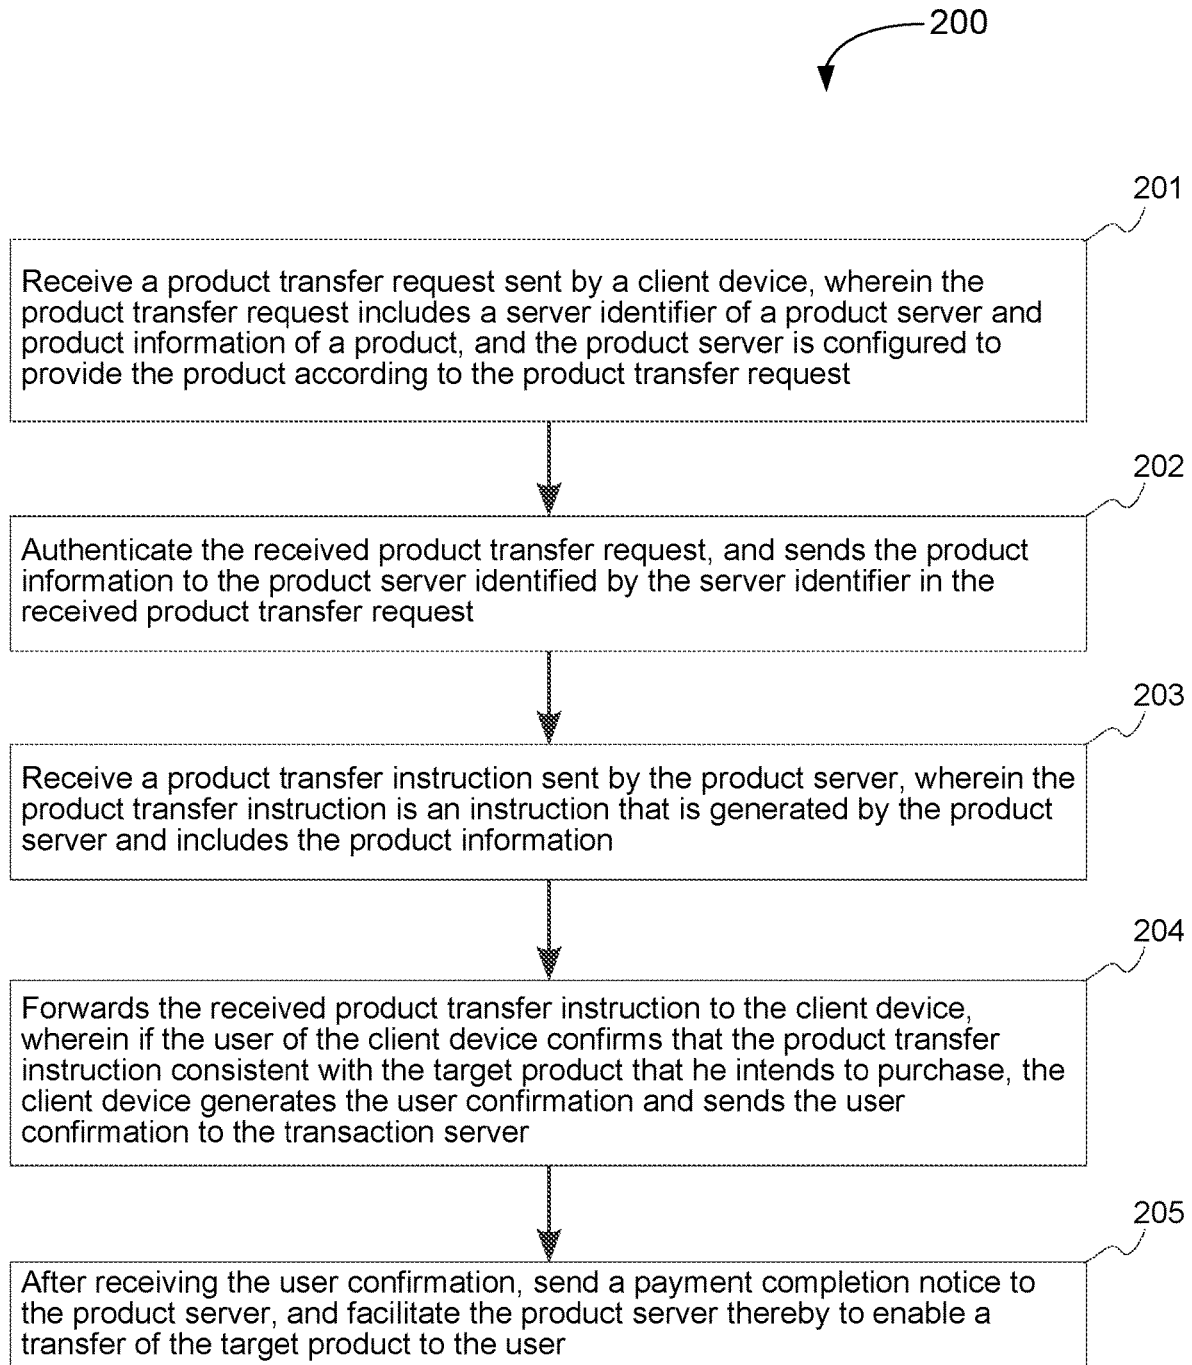 200
201
Receive a product transfer request sent by a client device, wherein the
product transfer request includes a server identifier of a product server and
product information of a product, and the product server is configured to
provide the product according to the product transfer request
202
Authenticate the received product transfer request, and sends the product
information to the product server identified by the server identifier in the
received product transfer request
203
Receive a product transfer instruction sent by the product server, wherein the
product transfer instruction is an instruction that is generated by the product
server and includes the product information
204
Forwards the received product transfer instruction to the client device,
wherein if the user of the client device confirms that the product transfer
instruction consistent with the target product that he intends to purchase, the
client device generates the user confirmation and sends the user
confirmation to the transaction server
205
After receiving the user confirmation, send a payment completion notice to
the product server, and facilitate the product server thereby to enable a
transfer of the target product to the user